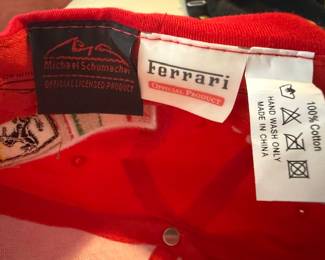 Michael Schumacher
OFFICIAL LICENSED PRODUCT
Ferrari
OFFICIAL PRODUCT
100% Cotton
HAND WASH ONLY
MADE IN CHINA